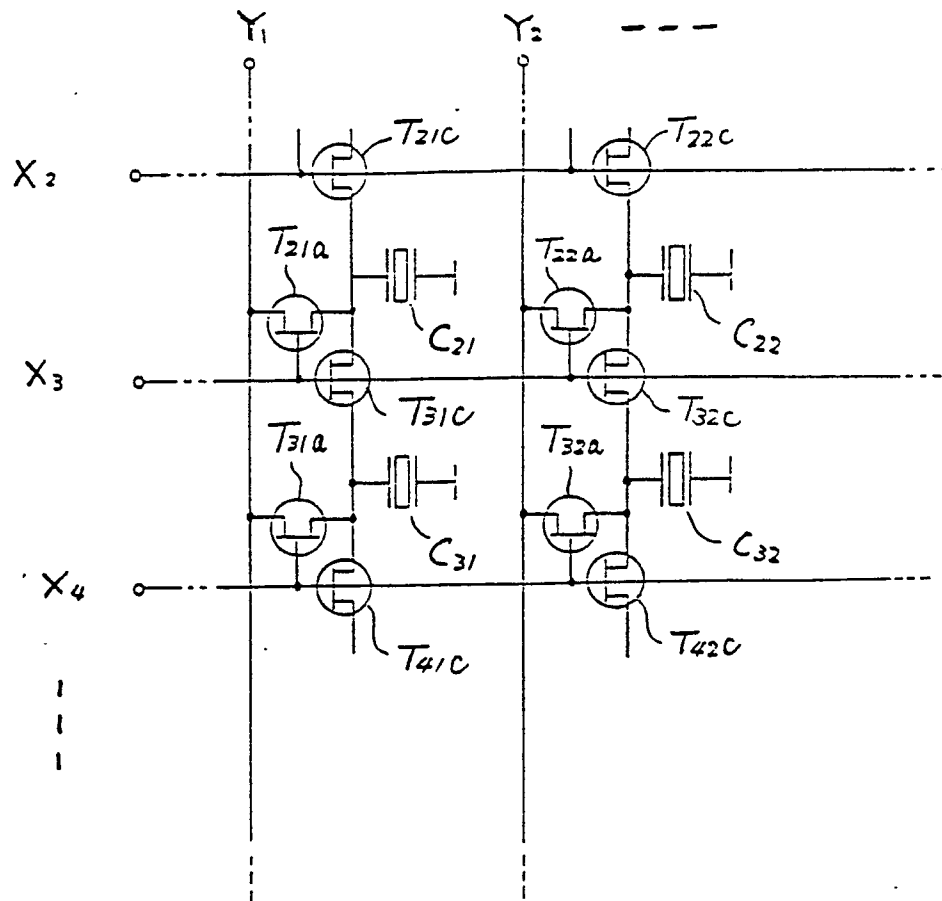 Y1 Y2
T21c T22c
X2
T21a T22a
C21 C22
X3
T31c T32c
T31a T32a
C31 C32
X4
T41c T42c